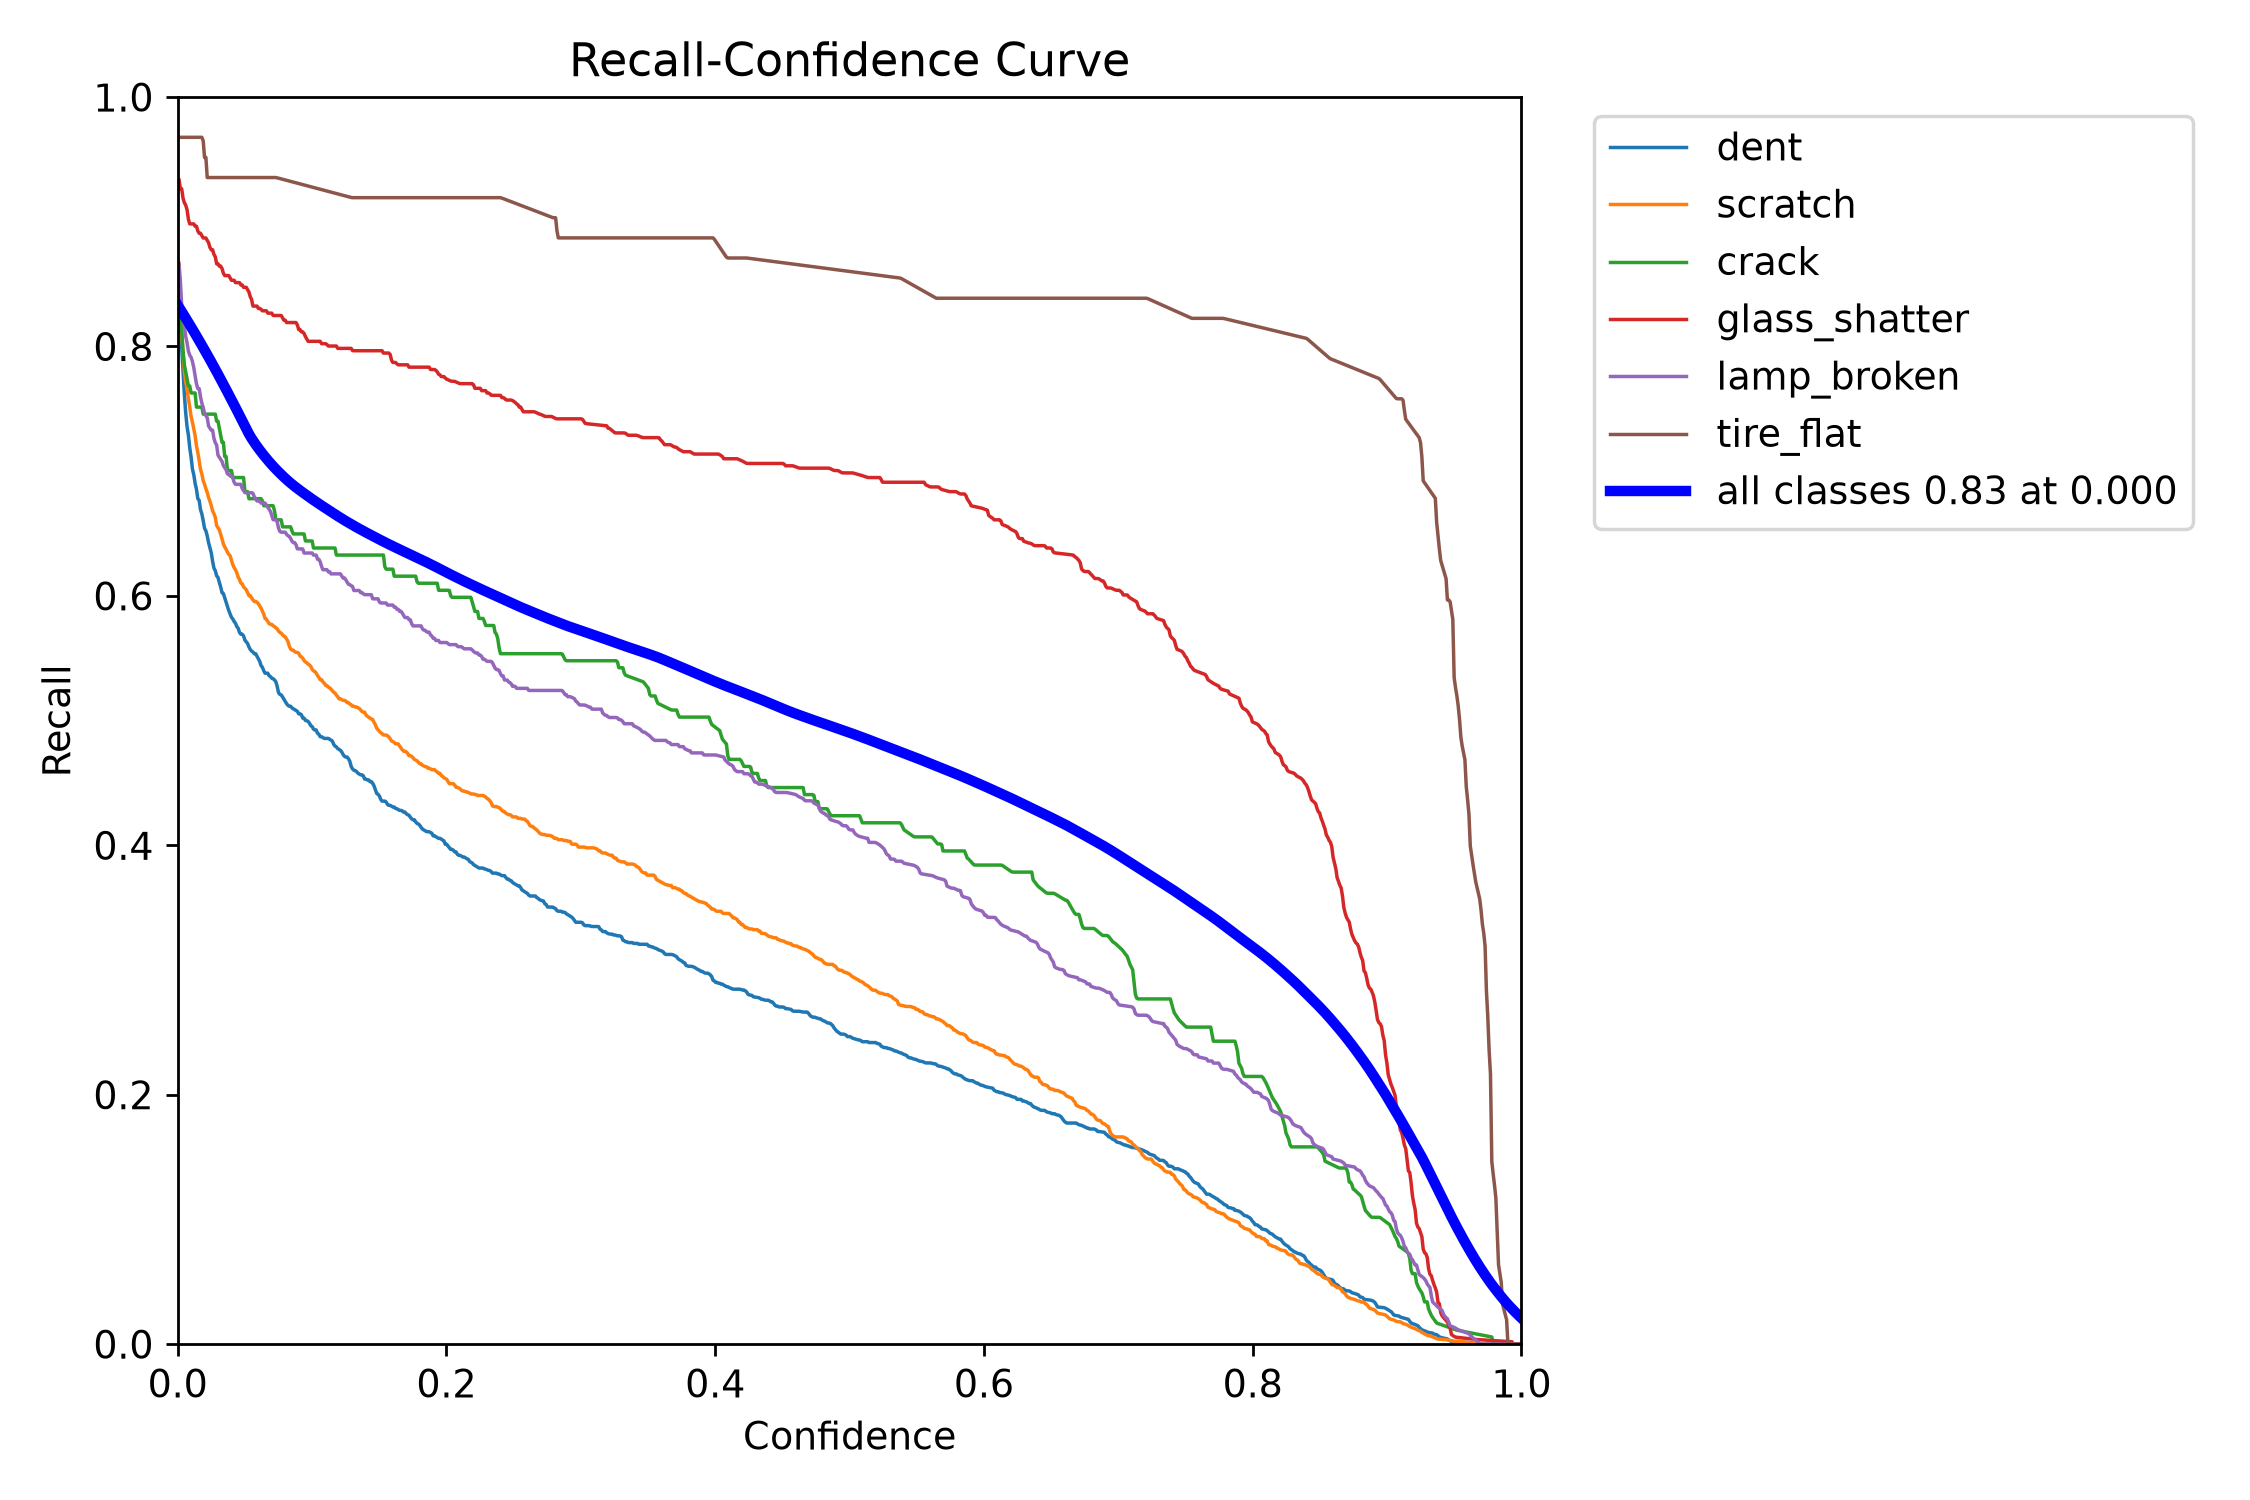 Recall-Confidence Curve
1.0
0.8
0.6
0.4
0.2
0.0
Recall
0.0 0.2 0.4 0.6 0.8 1.0
Confidence
dent
scratch
crack
glass_shatter
lamp_broken
tire_flat
all classes 0.83 at 0.000